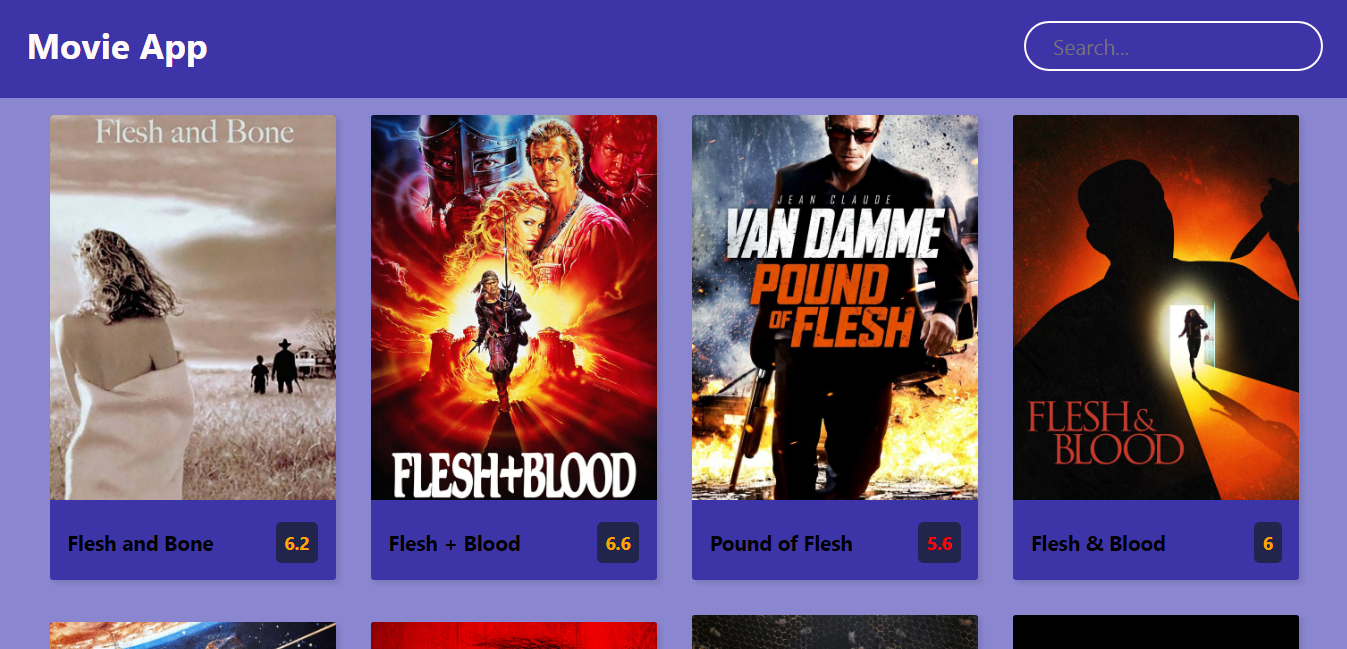 Movie App
Search...
Flesh and Bone
FLESH+BLOOD
JEAN CLAUDE
VAN DAMME
POUND
OF FLESH
FLESH &
BLOOD
Flesh and Bone
6.2
Flesh + Blood
6.6
Pound of Flesh
5.6
Flesh & Blood
6